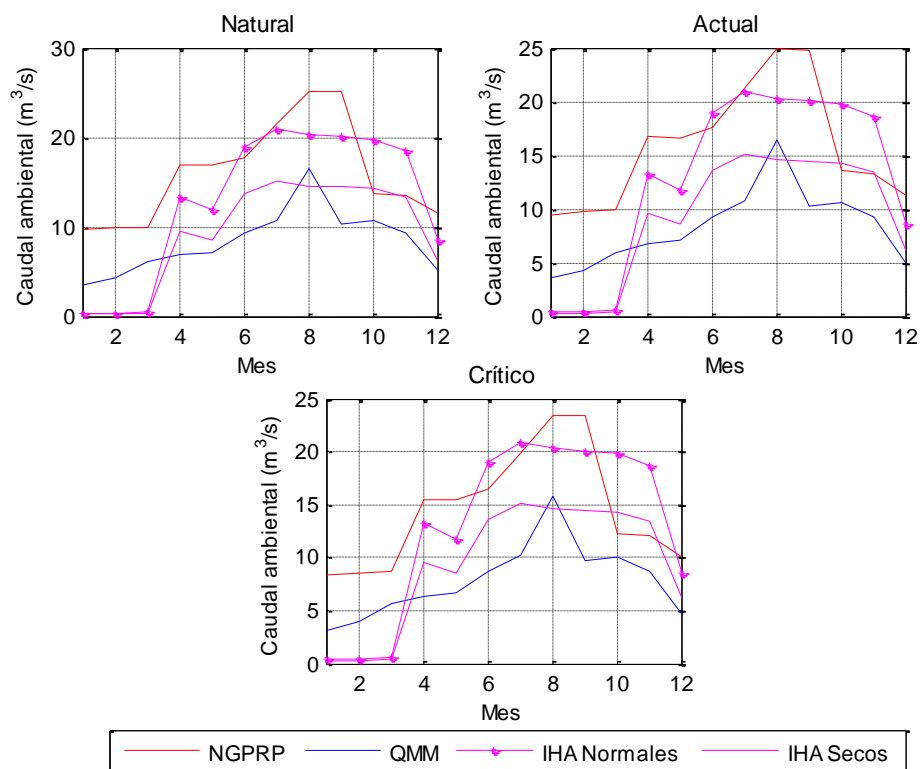 Natural
Caudal ambiental (m³/s)
30
20
10
0
2 4 6 8 10 12
Mes
Actual
Caudal ambiental (m³/s)
25
20
15
10
5
0
2 4 6 8 10 12
Mes
Crítico
Caudal ambiental (m³/s)
25
20
15
10
5
0
2 4 6 8 10 12
Mes
NGPRP QMM IHA Normales IHA Secos